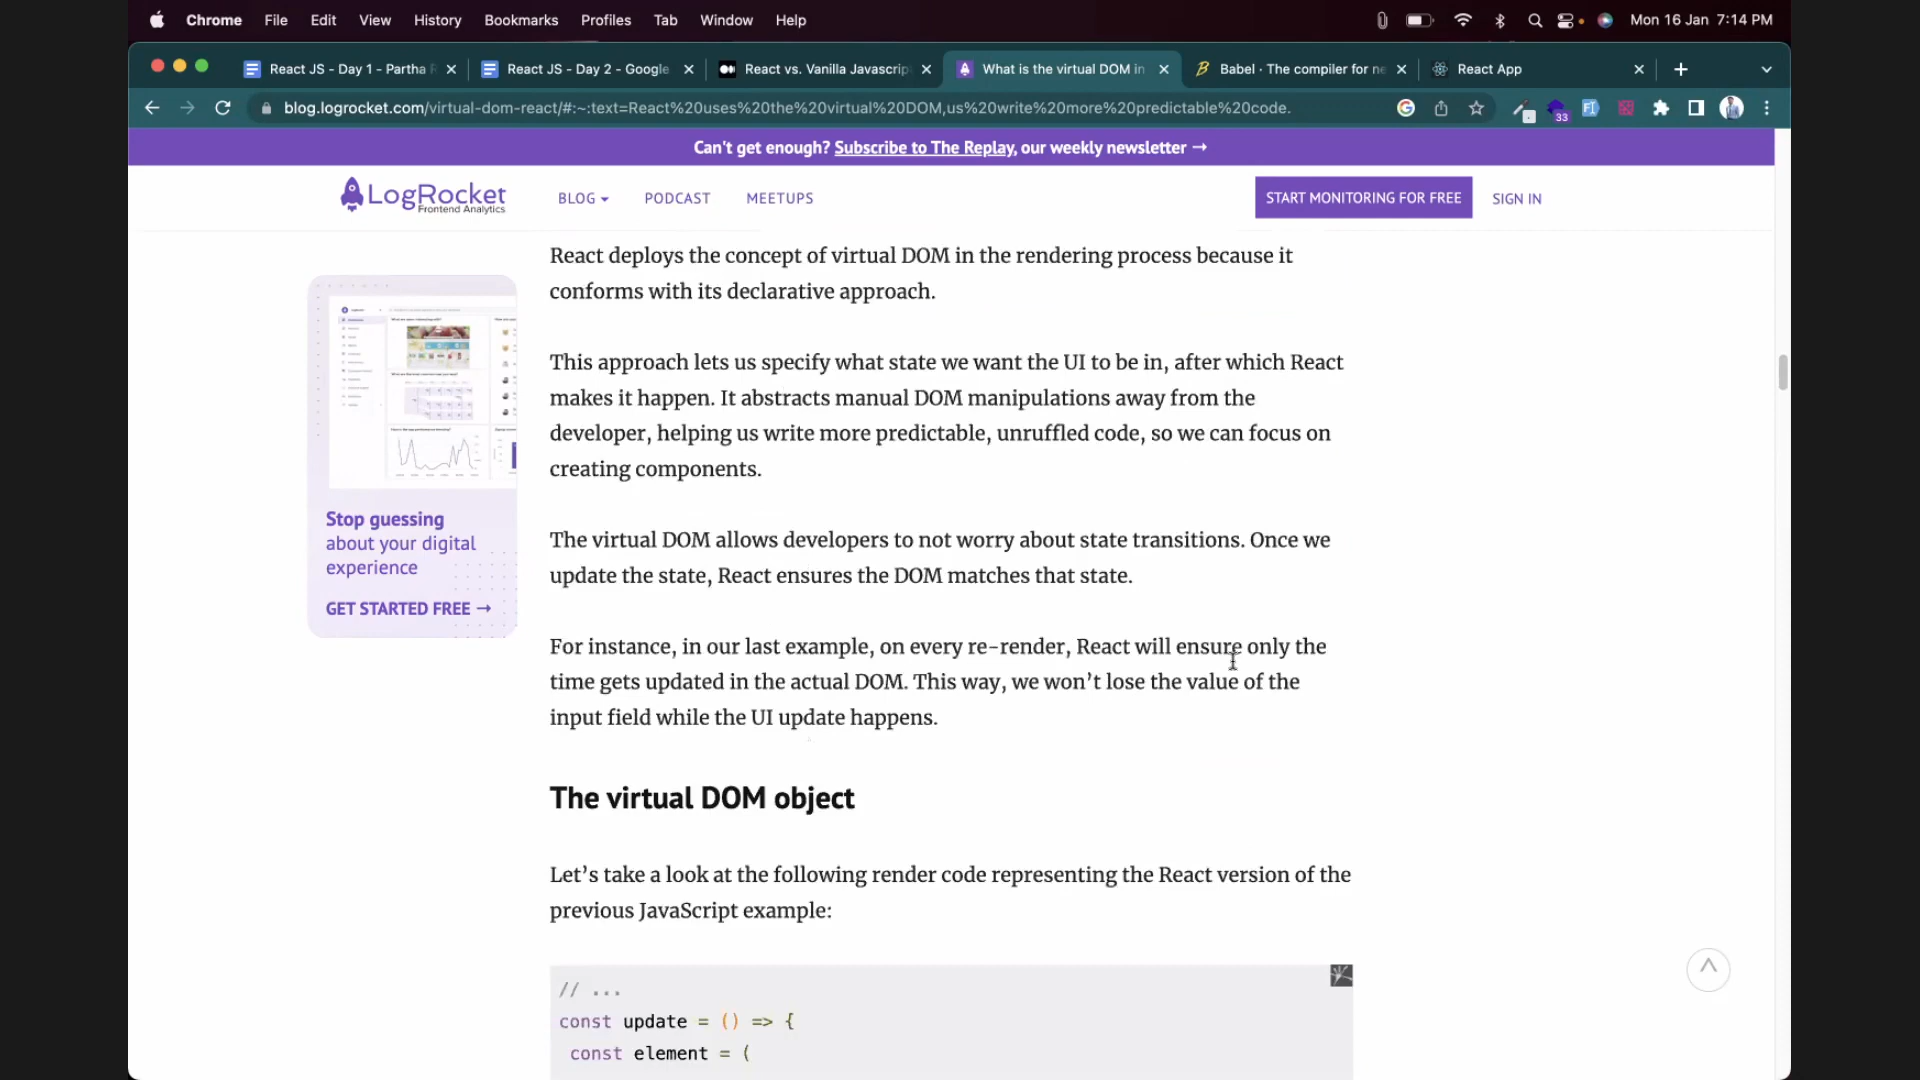 Chrome File Edit View History Bookmarks Profiles Tab Window Help Mon 16 Jan 7:14 PM
React JS - Day 1 - Partha React JS - Day 2 - Google React vs. Vanilla Javascrip What is the virtual DOM in Babel · The compiler for ne React App
blog.logrocket.com/virtual-dom-react/#:~:text=React%20uses%20the%20virtual%20DOM,us%20write%20more%20predictable%20code.
33
Can't get enough? Subscribe to The Replay, our weekly newsletter →
LogRocket
Frontend Analytics
BLOG PODCAST MEETUPS
START MONITORING FOR FREE SIGN IN
React deploys the concept of virtual DOM in the rendering process because it
conforms with its declarative approach.
This approach lets us specify what state we want the UI to be in, after which React
makes it happen. It abstracts manual DOM manipulations away from the
developer, helping us write more predictable, unruffled code, so we can focus on
creating components.
Stop guessing
about your digital
experience
GET STARTED FREE →
The virtual DOM allows developers to not worry about state transitions. Once we
update the state, React ensures the DOM matches that state.
For instance, in our last example, on every re-render, React will ensure only the
time gets updated in the actual DOM. This way, we won’t lose the value of the
input field while the UI update happens.
The virtual DOM object
Let’s take a look at the following render code representing the React version of the
previous JavaScript example:
// ...
const update = () => {
const element = (